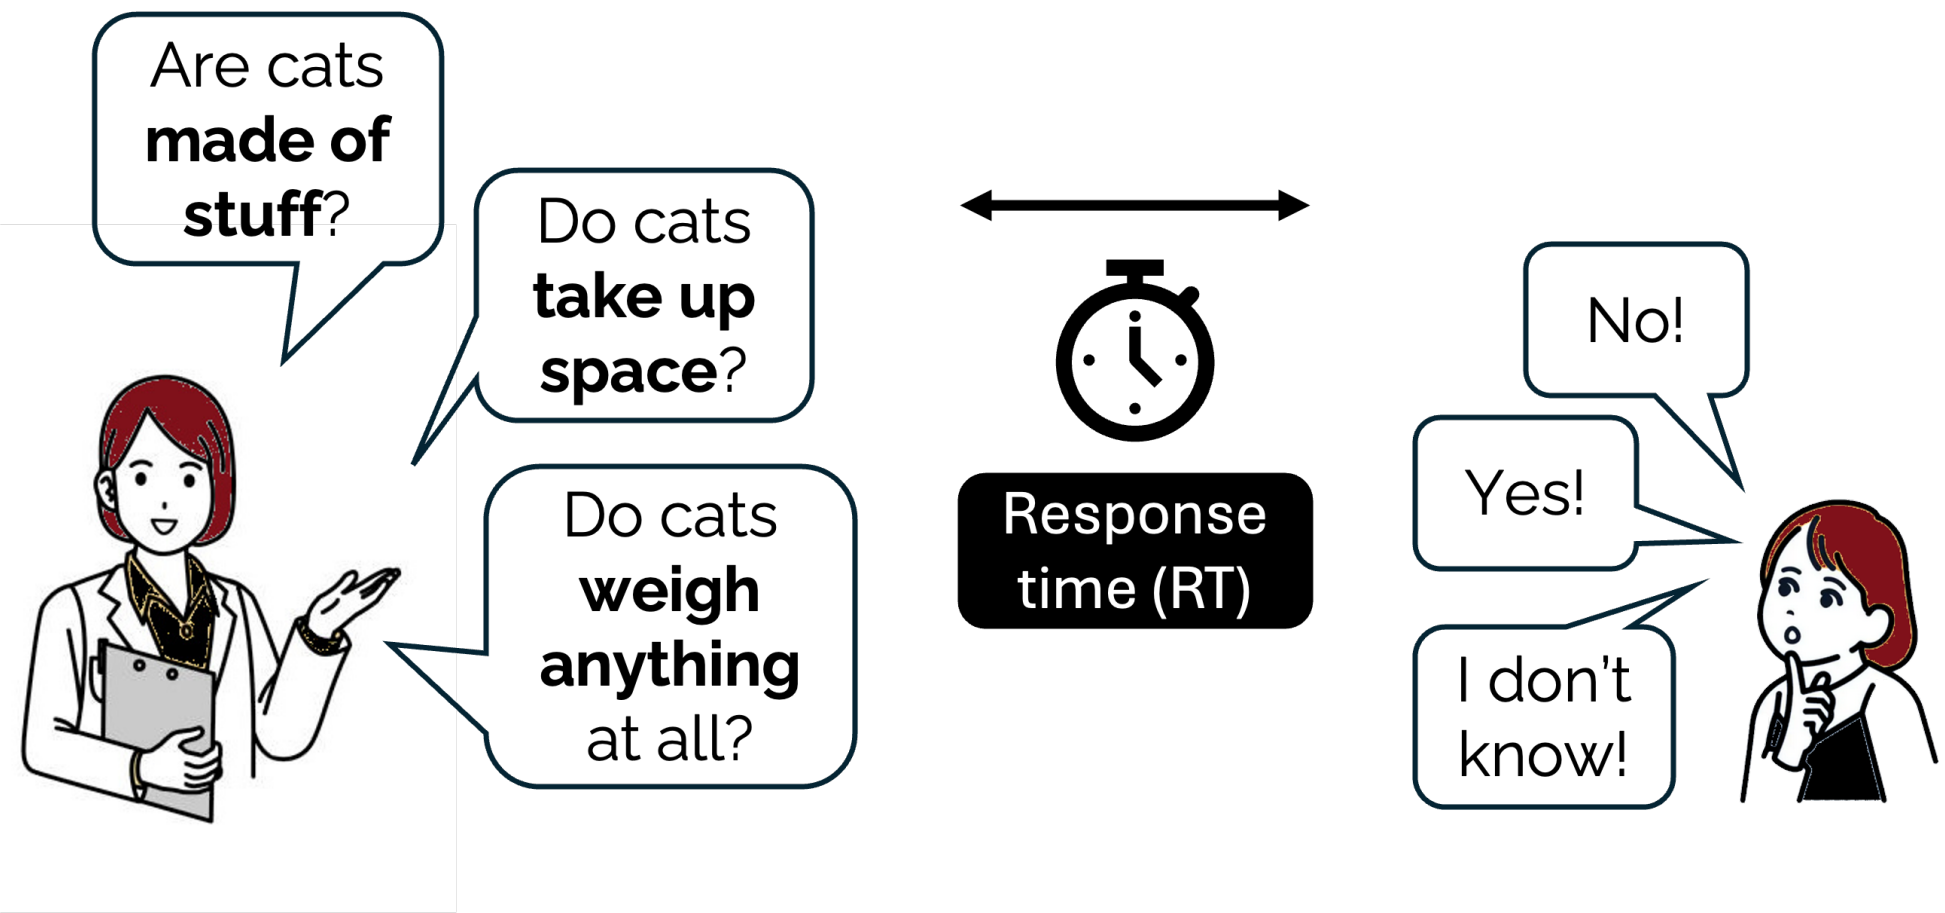 Are cats
made of
stuff?
Do cats
take up
space?
Do cats
weigh
anything
at all?
Response
time (RT)
No!
Yes!
I don't
know!